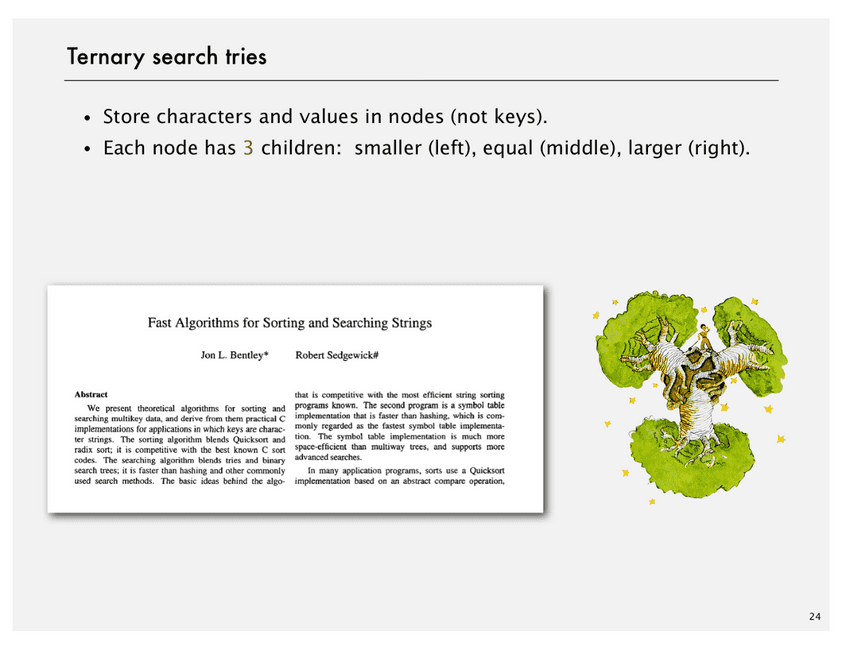 Ternary search tries
• Store characters and values in nodes (not keys).
• Each node has 3 children: smaller (left), equal (middle), larger (right).
Fast Algorithms for Sorting and Searching Strings
Jon L. Bentley* Robert Sedgewick#
Abstract
We present theoretical algorithms for sorting and
searching multikey data, and derive from them practical C
implementations for applications in which keys are charac-
ter strings. The sorting algorithm blends Quicksort and
radix sort; it is competitive with the best known C sort
codes. The searching algorithm blends tries and binary
search trees; it is faster than hashing and other commonly
used search methods. The basic ideas behind the algo-
that is competitive with the most efficient string sorting
programs known. The second program is a symbol table
implementation that is faster than hashing, which is com-
monly regarded as the fastest symbol table implementa-
tion. The symbol table implementation is much more
space-efficient than multiway trees, and supports more
advanced searches.
In many application programs, sorts use a Quicksort
implementation based on an abstract compare operation,
24